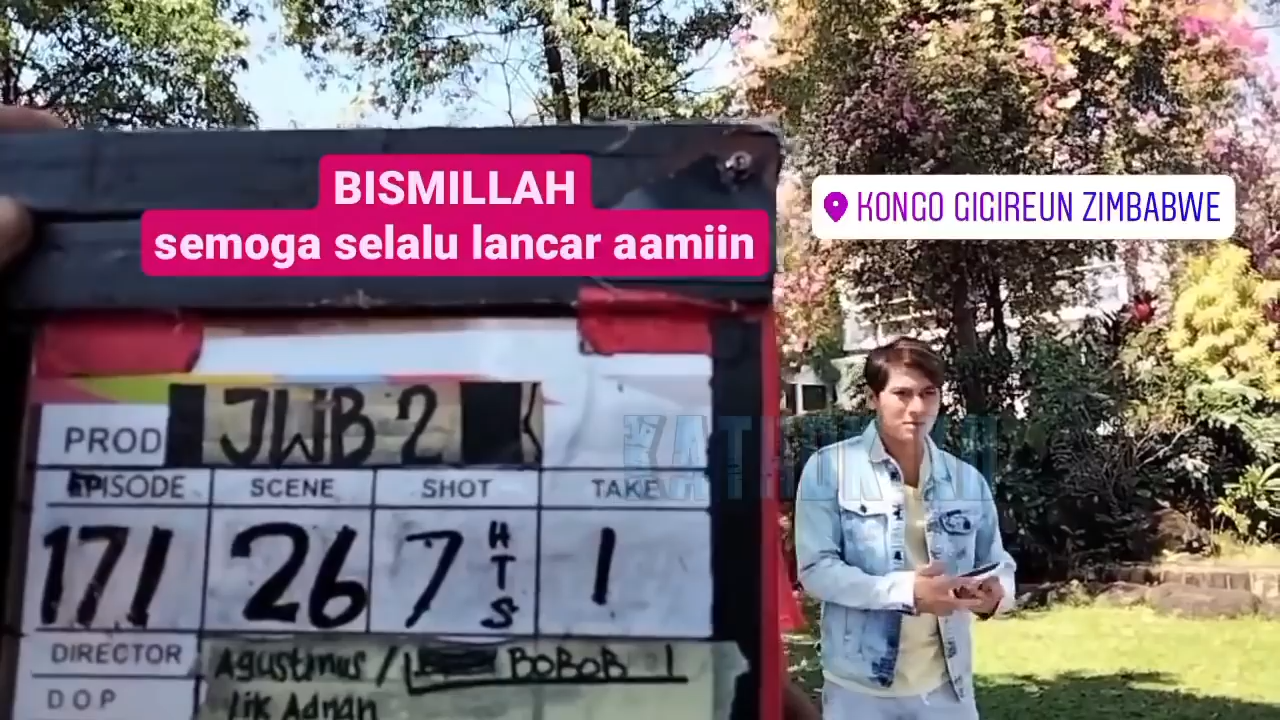 BISMILLAH
semoga selalu lancar aamiin
KONGO GIGIREUN ZIMBABWE
PROD JWB 2
EPISODE SCENE SHOT TAKE
171 26 7 HTS 1
DIRECTOR Agustinus / BOBOB
DOP Lik Adnan